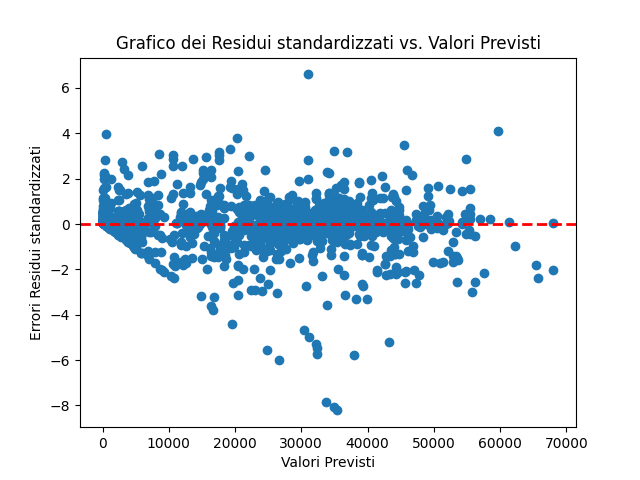 Grafico dei Residui standardizzati vs. Valori Previsti
Errori Residui standardizzati
6
4
2
0
−2
−4
−6
−8
0 10000 20000 30000 40000 50000 60000 70000
Valori Previsti